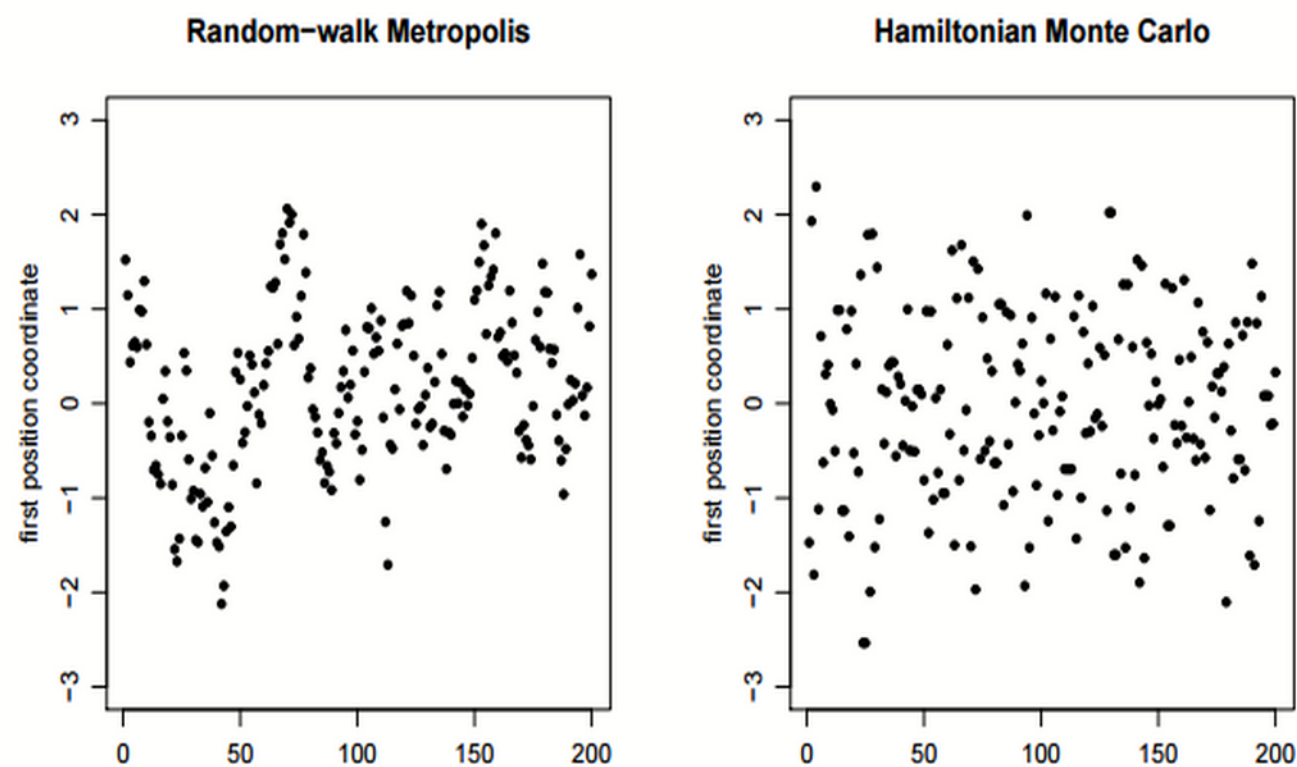 Random−walk Metropolis
Hamiltonian Monte Carlo
first position coordinate
3
2
1
0
−1
−2
−3
0 50 100 150 200
first position coordinate
3
2
1
0
−1
−2
−3
0 50 100 150 200